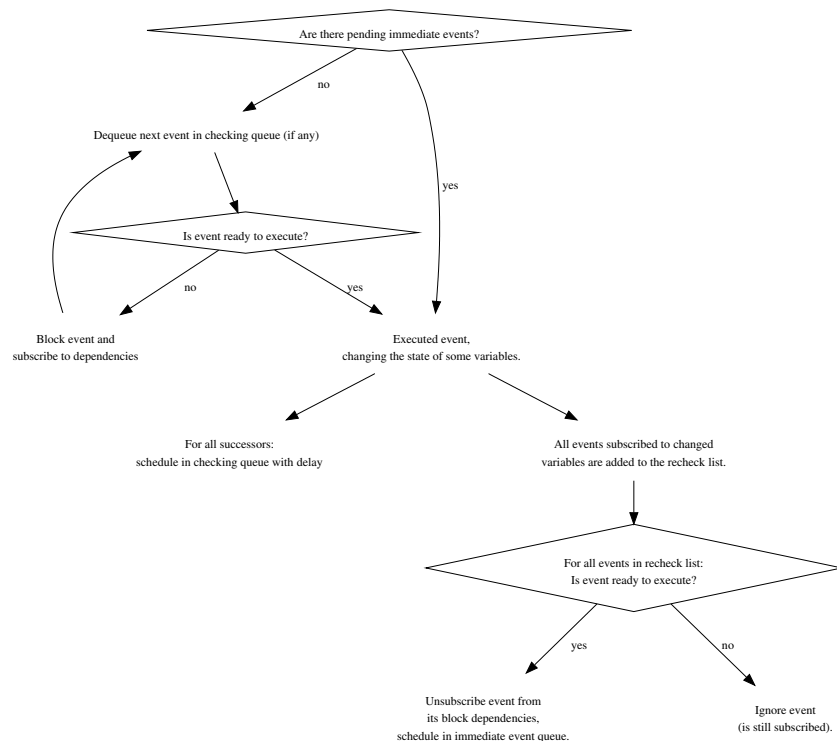 Are there pending immediate events?
no
Dequeue next event in checking queue (if any)
yes
Is event ready to execute?
no
yes
Block event and
subscribe to dependencies
Executed event,
changing the state of some variables.
For all successors:
schedule in checking queue with delay
All events subscribed to changed
variables are added to the recheck list.
For all events in recheck list:
Is event ready to execute?
yes
no
Unsubscribe event from
its block dependencies,
schedule in immediate event queue.
Ignore event
(is still subscribed).